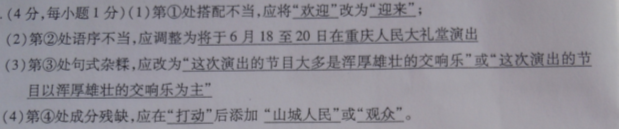 .(4分,每小题1分)(1)第①处搭配不当,应将“欢迎”改为“迎来”;
(2)第②处语序不当,应调整为将于6月18至20日在重庆人民大礼堂演出
(3)第③处句式杂糅,应改为“这次演出的节目大多是浑厚雄壮的交响乐”或“这次演出的节
目以浑厚雄壮的交响乐为主”
(4)第④处成分残缺,应在“打动”后添加“山城人民”或“观众”。